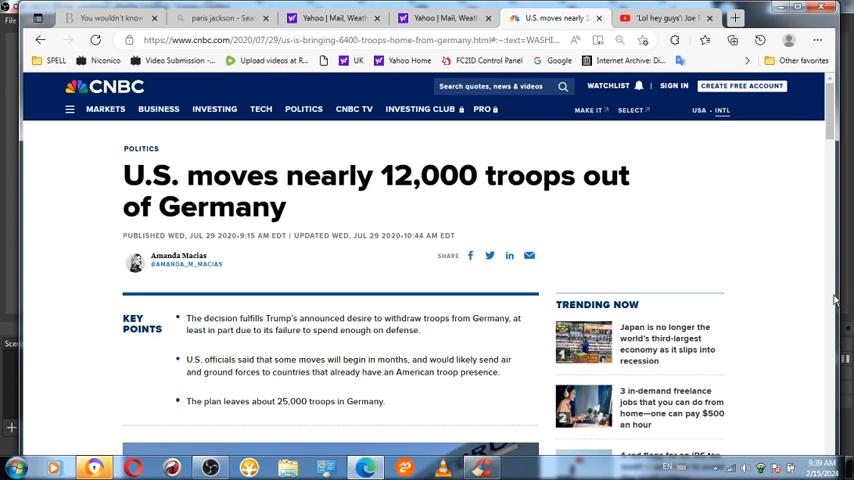 You wouldn't know
paris jackson - Sea
Yahoo | Mail, Weat
Yahoo | Mail, Weat
U.S. moves nearly 1
'Lol hey guys': Joe
https://www.cnbc.com/2020/07/29/us-is-bringing-6400-troops-home-from-germany.html#:~:text=WASHI...
SPELL
Niconico
Video Submission -...
Upload videos at R...
UK
Yahoo Home
FCZID Control Panel
Google
Internet Archive: Di...
Other favorites
CNBC
Search quotes, news & videos
WATCHLIST
SIGN IN
CREATE FREE ACCOUNT
MARKETS
BUSINESS
INVESTING
TECH
POLITICS
CNBC TV
INVESTING CLUB
PRO
MAKE IT
SELECT
USA
INTL
POLITICS
U.S. moves nearly 12,000 troops out
of Germany
PUBLISHED WED, JUL 29 2020•9:15 AM EDT | UPDATED WED, JUL 29 2020•10:44 AM EDT
Amanda Macias
@AMANDA_M_MACIAS
SHARE
KEY
POINTS
The decision fulfills Trump's announced desire to withdraw troops from Germany, at
least in part due to its failure to spend enough on defense.
U.S. officials said that some moves will begin in months, and would likely send air
and ground forces to countries that already have an American troop presence.
The plan leaves about 25,000 troops in Germany.
TRENDING NOW
1
Japan is no longer the
world's third-largest
economy as it slips into
recession
2
3 in-demand freelance
jobs that you can do from
home—one can pay $500
an hour
Scen
EN
9:39 AM
2/15/2024